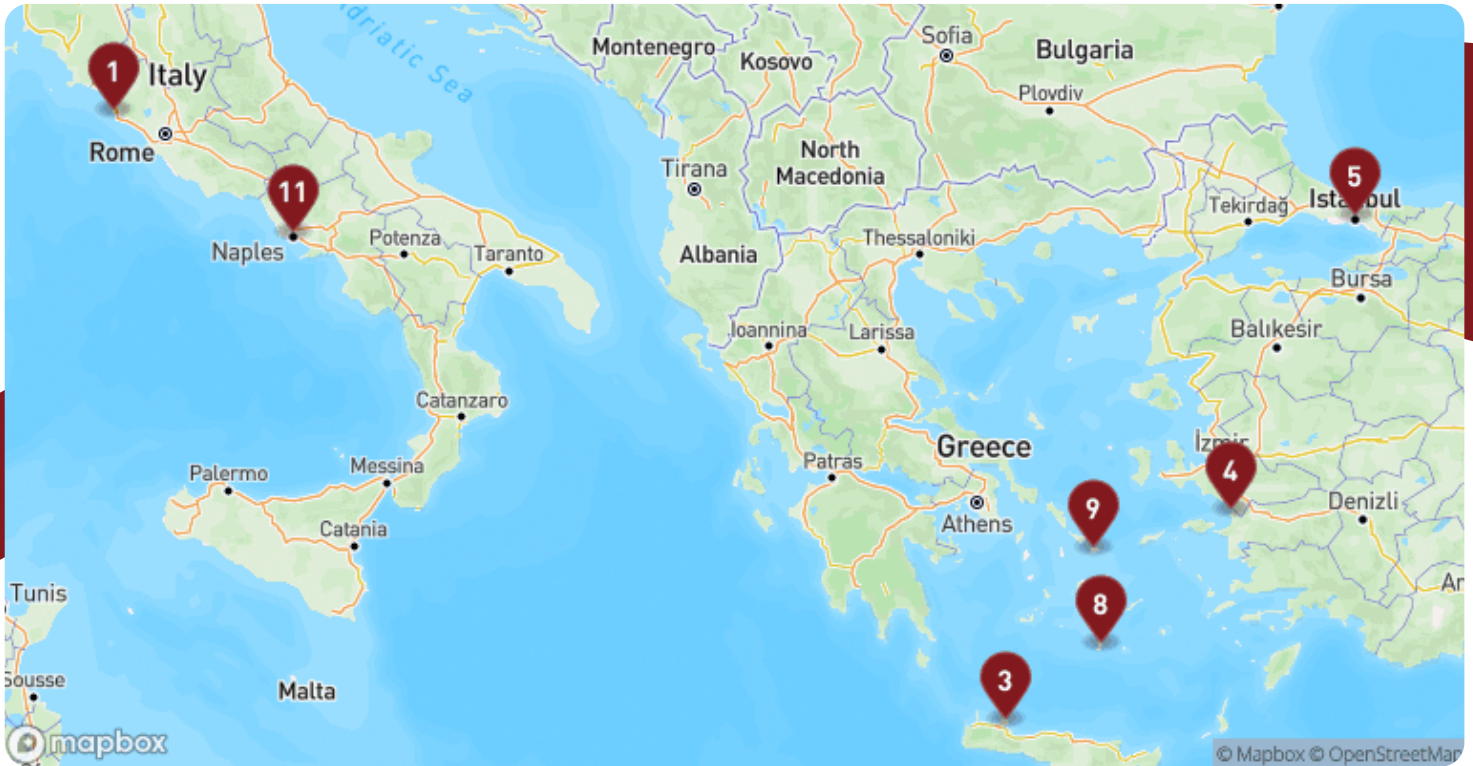 Adriatic Sea
Montenegro
Kosovo
Sofia
Bulgaria
1
Italy
Plovdiv
Rome
Tirana
North
Macedonia
5
Istanbul
11
Tekirdağ
Naples
Potenza
Taranto
Albania
Thessaloniki
Bursa
Ioannina
Larissa
Balıkesir
Catanzaro
Greece
İzmir
4
Palermo
Messina
Patras
9
Denizli
Athens
Catania
Tunis
8
An
Sousse
Malta
3
mapbox
© Mapbox © OpenStreetMap